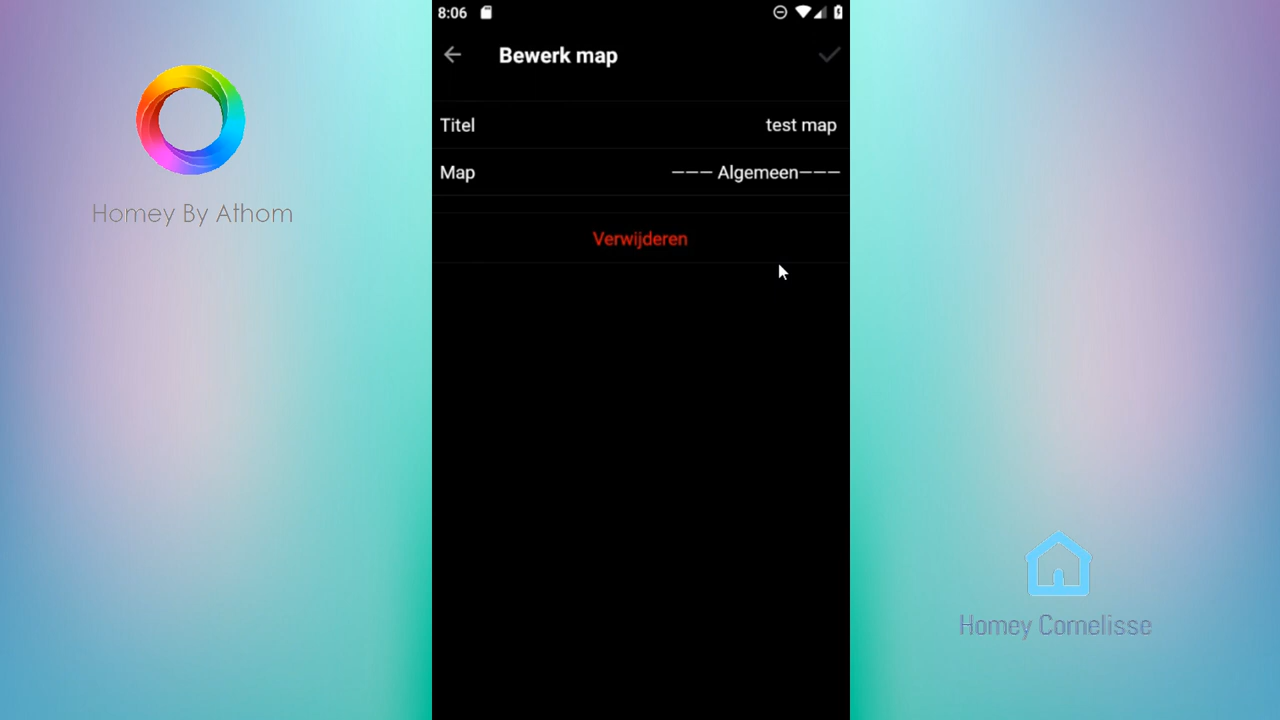 8:06
Bewerk map
Titel test map
Map ――― Algemeen―――
Verwijderen
Homey By Athom
Homey Cornelisse